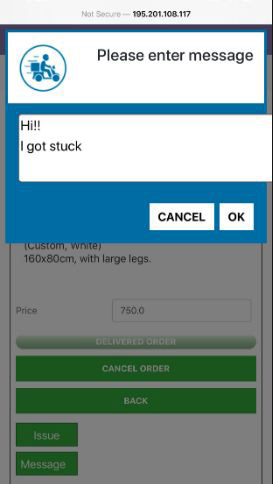 Not Secure — 195.201.108.117
Please enter message
Hi!!
I got stuck
CANCEL OK
(Custom, White)
160x80cm, with large legs.
Price 750.0
DELIVERED ORDER
CANCEL ORDER
BACK
Issue
Message